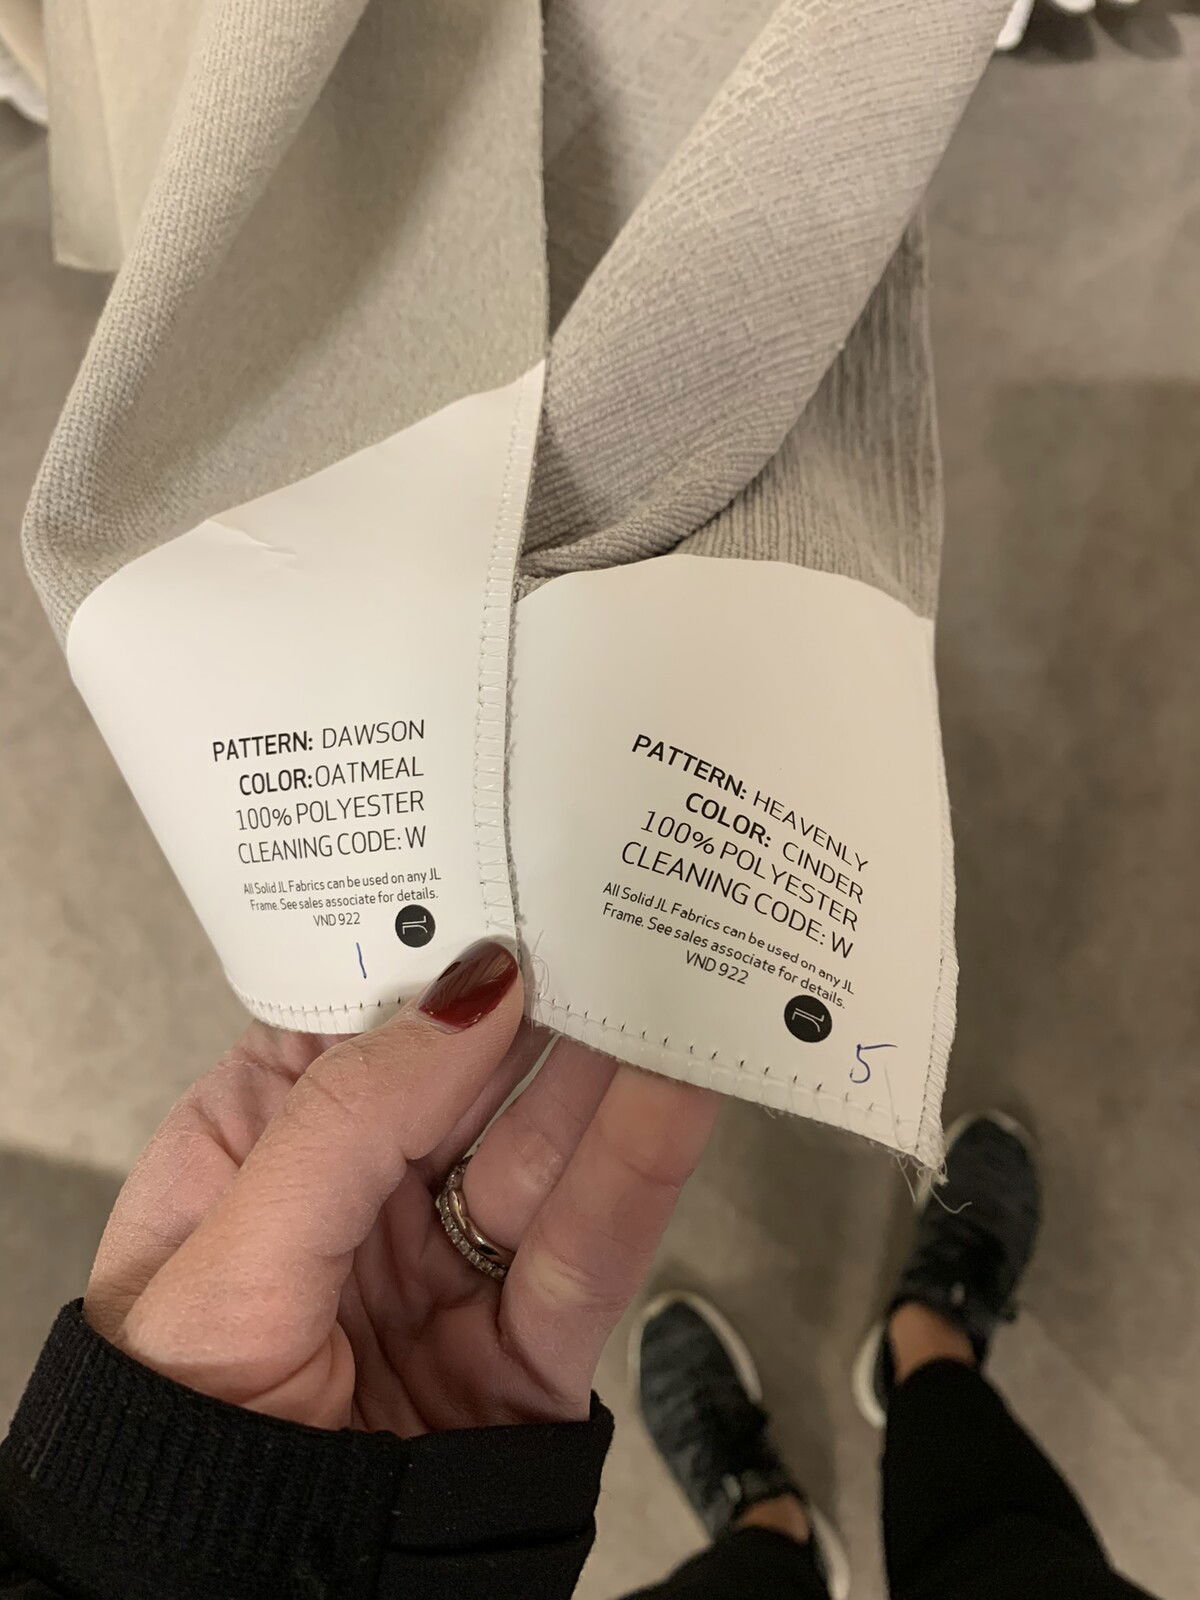 PATTERN: DAWSON
COLOR: OATMEAL
100% POLYESTER
CLEANING CODE: W
All Solid JL Fabrics can be used on any JL
Frame. See sales associate for details.
VND 922
JL
1
PATTERN: HEAVENLY
COLOR: CINDER
100% POLYESTER
CLEANING CODE: W
All Solid JL Fabrics can be used on any JL
Frame. See sales associate for details.
VND 922
JL
5